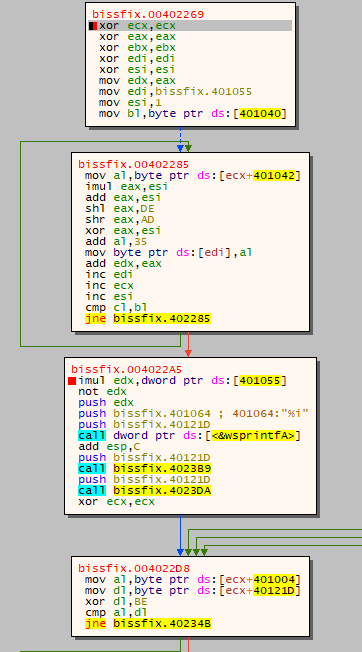 bissfix.00402269
xor ecx,ecx
xor eax,eax
xor ebx,ebx
xor edi,edi
xor esi,esi
mov edx,eax
mov edi,bissfix.401055
mov esi,1
mov bl,byte ptr ds:[401040]
bissfix.00402285
mov al,byte ptr ds:[ecx+401042]
imul eax,esi
add eax,esi
shl eax,DE
shr eax,AD
xor eax,esi
add al,35
mov byte ptr ds:[edi],al
add edx,eax
inc edi
inc ecx
inc esi
cmp cl,bl
jne bissfix.402285
bissfix.004022A5
imul edx,dword ptr ds:[401055]
not edx
push edx
push bissfix.401064 ; 401064:"%i"
push bissfix.40121D
call dword ptr ds:[<&wsprintfA>]
add esp,C
push bissfix.40121D
call bissfix.4023B9
push bissfix.40121D
call bissfix.4023DA
xor ecx,ecx
bissfix.004022D8
mov al,byte ptr ds:[ecx+401004]
mov dl,byte ptr ds:[ecx+40121D]
xor dl,BE
cmp al,dl
jne bissfix.40234B